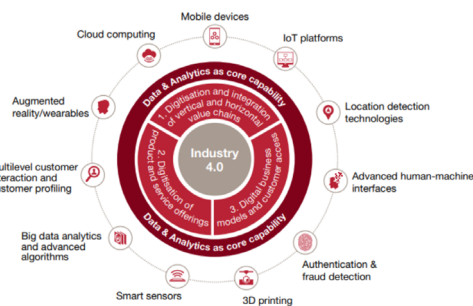 Mobile devices
Cloud computing
IoT platforms
Augmented
reality/wearables
Location detection
technologies
customer
and
Advanced human-machine
interfaces
Big data analytics
and advanced
algorithms
Authentication &
fraud detection
Smart sensors
3D printing
Data & Analytics as core capability
1. Digitisation and integration
of vertical and horizontal
value chains
2. Digitisation of
product and service offerings
3. Digital business
models and customer access
Industry
4.0
Data & Analytics as core capability